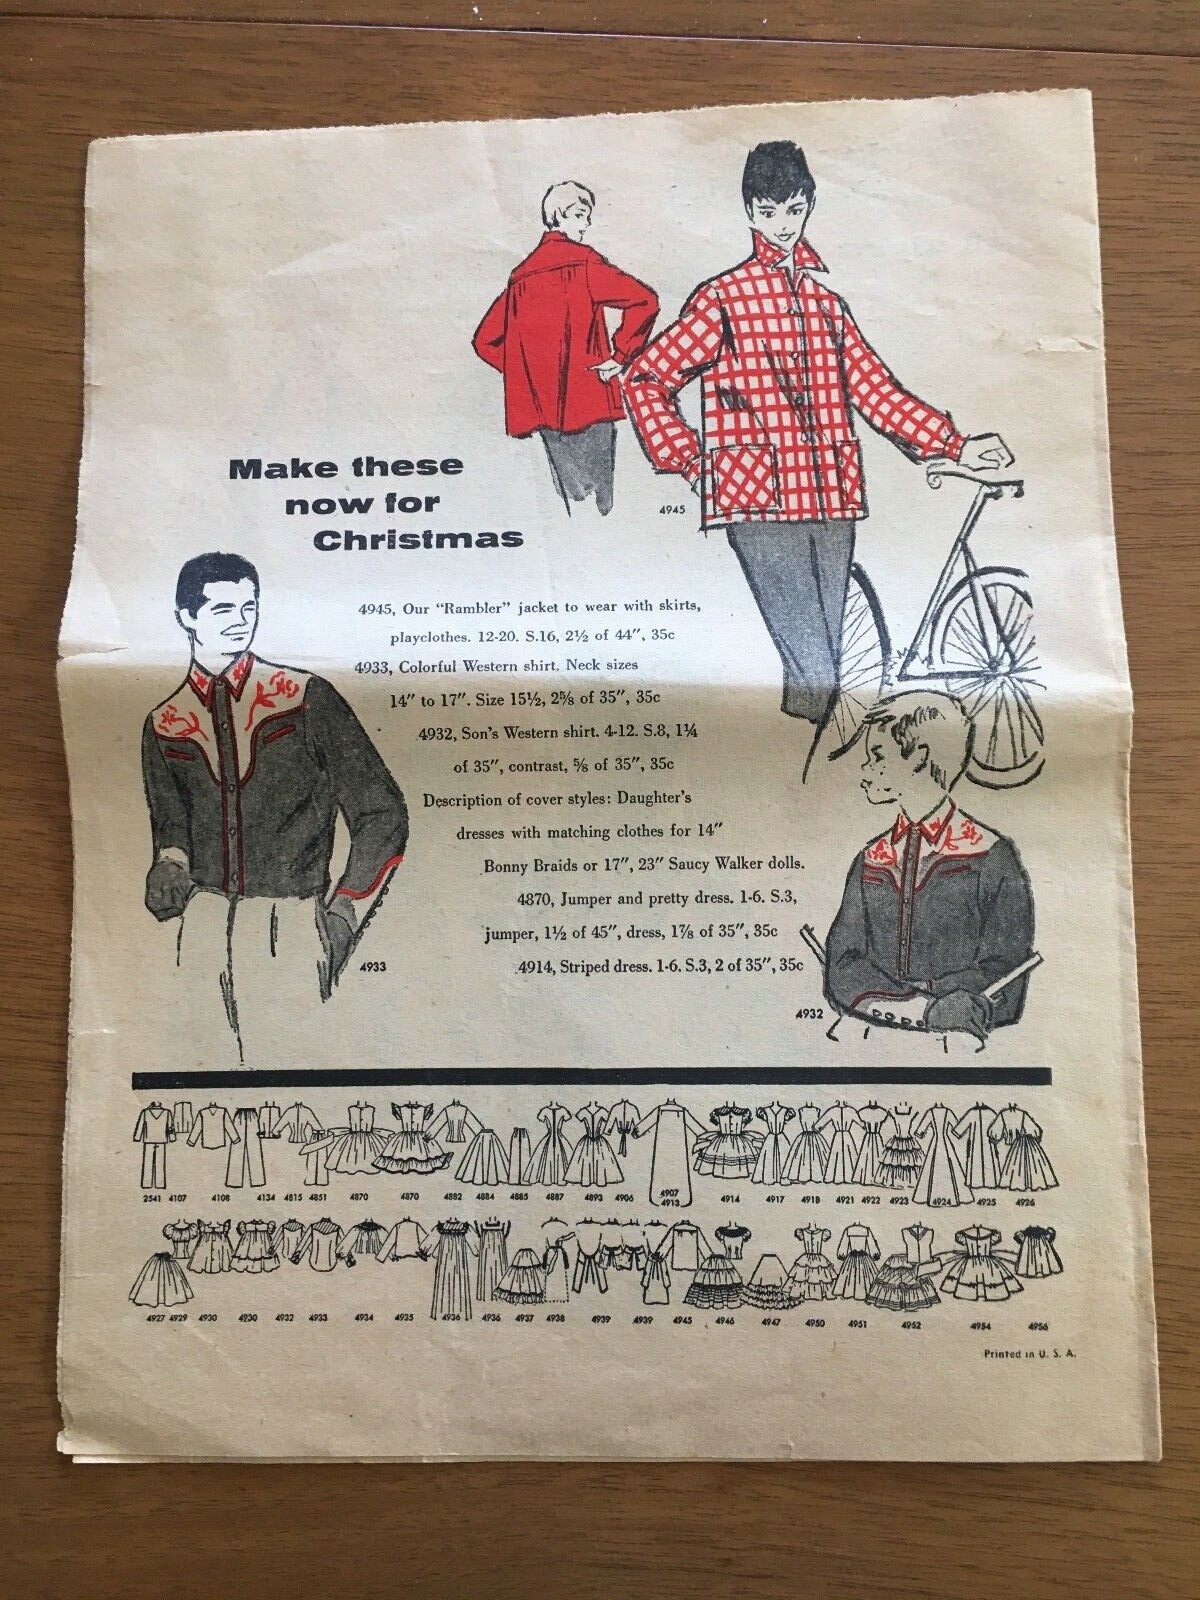 Make these
now for
Christmas
4945
4945, Our “Rambler” jacket to wear with skirts,
playclothes. 12-20. S.16, 2½ of 44″, 35c
4933, Colorful Western shirt. Neck sizes
14″ to 17″. Size 15½, 2⅝ of 35″, 35c
4932, Son's Western shirt. 4-12. S.8, 1¼
of 35″, contrast, ⅝ of 35″, 35c
Description of cover styles: Daughter's
dresses with matching clothes for 14″
Bonny Braids or 17″, 23″ Saucy Walker dolls.
4870, Jumper and pretty dress. 1-6. S.3,
jumper, 1½ of 45″, dress, 1⅞ of 35″, 35c
4914, Striped dress. 1-6. S.3, 2 of 35″, 35c
4933
4932
2541 4107 4108 4134 4815 4851 4870 4870 4882 4884 4885 4887 4893 4906 4907 4913 4914 4917 4918 4921 4922 4923 4924 4925 4926
4927 4929 4930 4930 4932 4933 4934 4935 4936 4936 4937 4938 4939 4939 4945 4946 4947 4950 4951 4952 4954 4956
Printed in U. S. A.